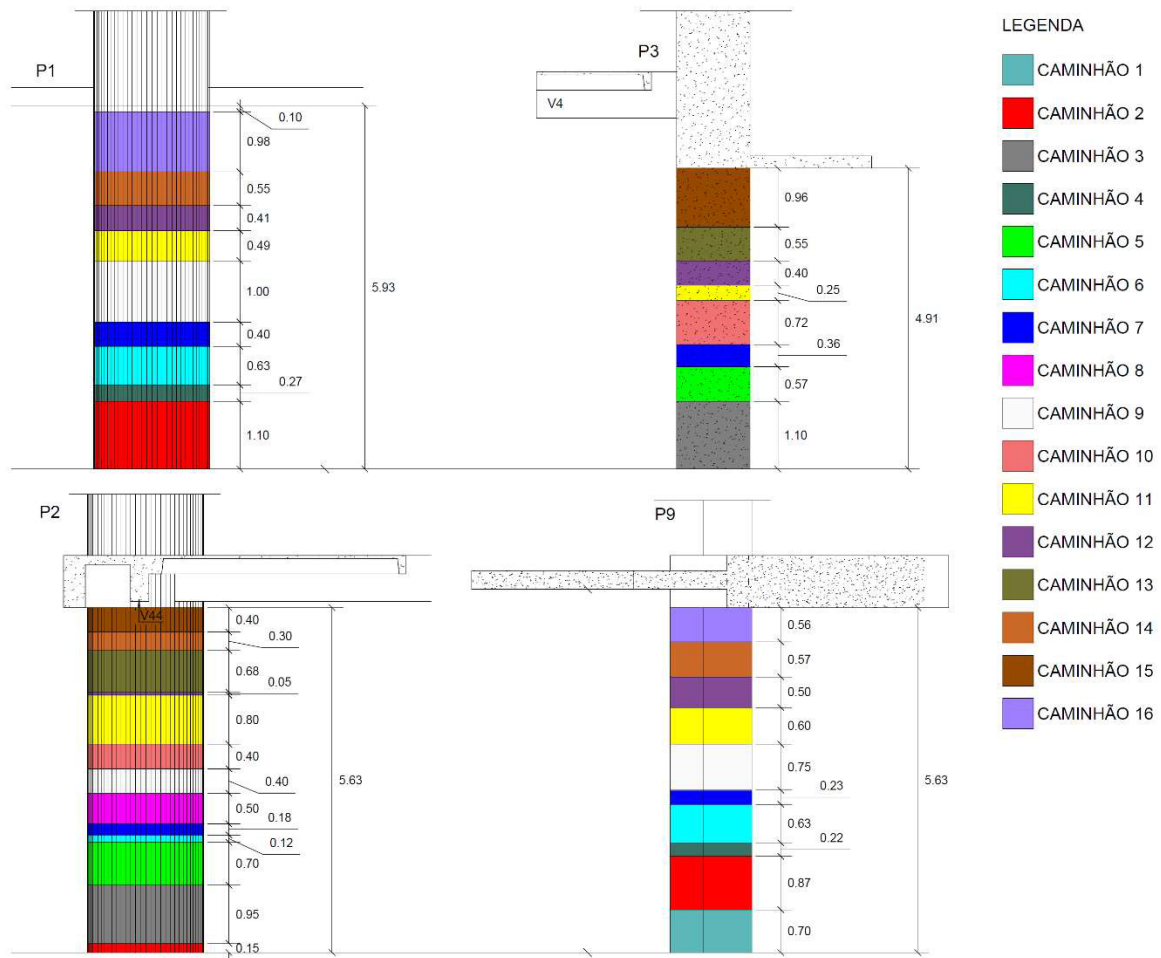 P1
0.10
0.98
0.55
0.41
0.49
1.00
0.40
0.63
0.27
1.10
5.93
P3
V4
0.96
0.55
0.40
0.25
0.72
0.36
0.57
1.10
4.91
P2
V44
0.40
0.30
0.68
0.05
0.80
0.40
0.40
0.50
0.18
0.12
0.70
0.95
0.15
5.63
P9
0.56
0.57
0.50
0.60
0.75
0.23
0.63
0.22
0.87
0.70
5.63
LEGENDA
CAMINHÃO 1
CAMINHÃO 2
CAMINHÃO 3
CAMINHÃO 4
CAMINHÃO 5
CAMINHÃO 6
CAMINHÃO 7
CAMINHÃO 8
CAMINHÃO 9
CAMINHÃO 10
CAMINHÃO 11
CAMINHÃO 12
CAMINHÃO 13
CAMINHÃO 14
CAMINHÃO 15
CAMINHÃO 16